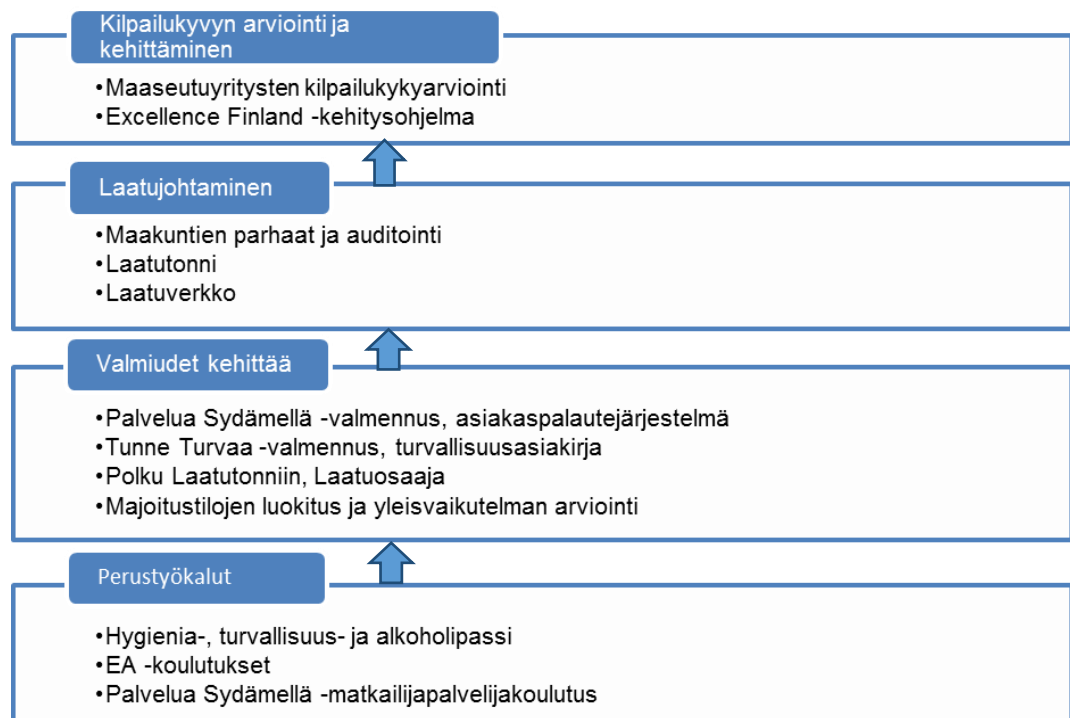 Kilpailukyvyn arviointi ja
kehittäminen
•Maaseutuyritysten kilpailukykyarviointi
•Excellence Finland -kehitysohjelma
Laatujohtaminen
•Maakuntien parhaat ja auditointi
•Laatutonni
•Laatuverkko
Valmiudet kehittää
•Palvelua Sydämellä -valmennus, asiakaspalautejärjestelmä
•Tunne Turvaa -valmennus, turvallisuusasiakirja
•Polku Laatutonniin, Laatuosaaja
•Majoitustilojen luokitus ja yleisvaikutelman arviointi
Perustyökalut
•Hygienia-, turvallisuus- ja alkoholipassi
•EA -koulutukset
•Palvelua Sydämellä -matkailijapalvelijakoulutus